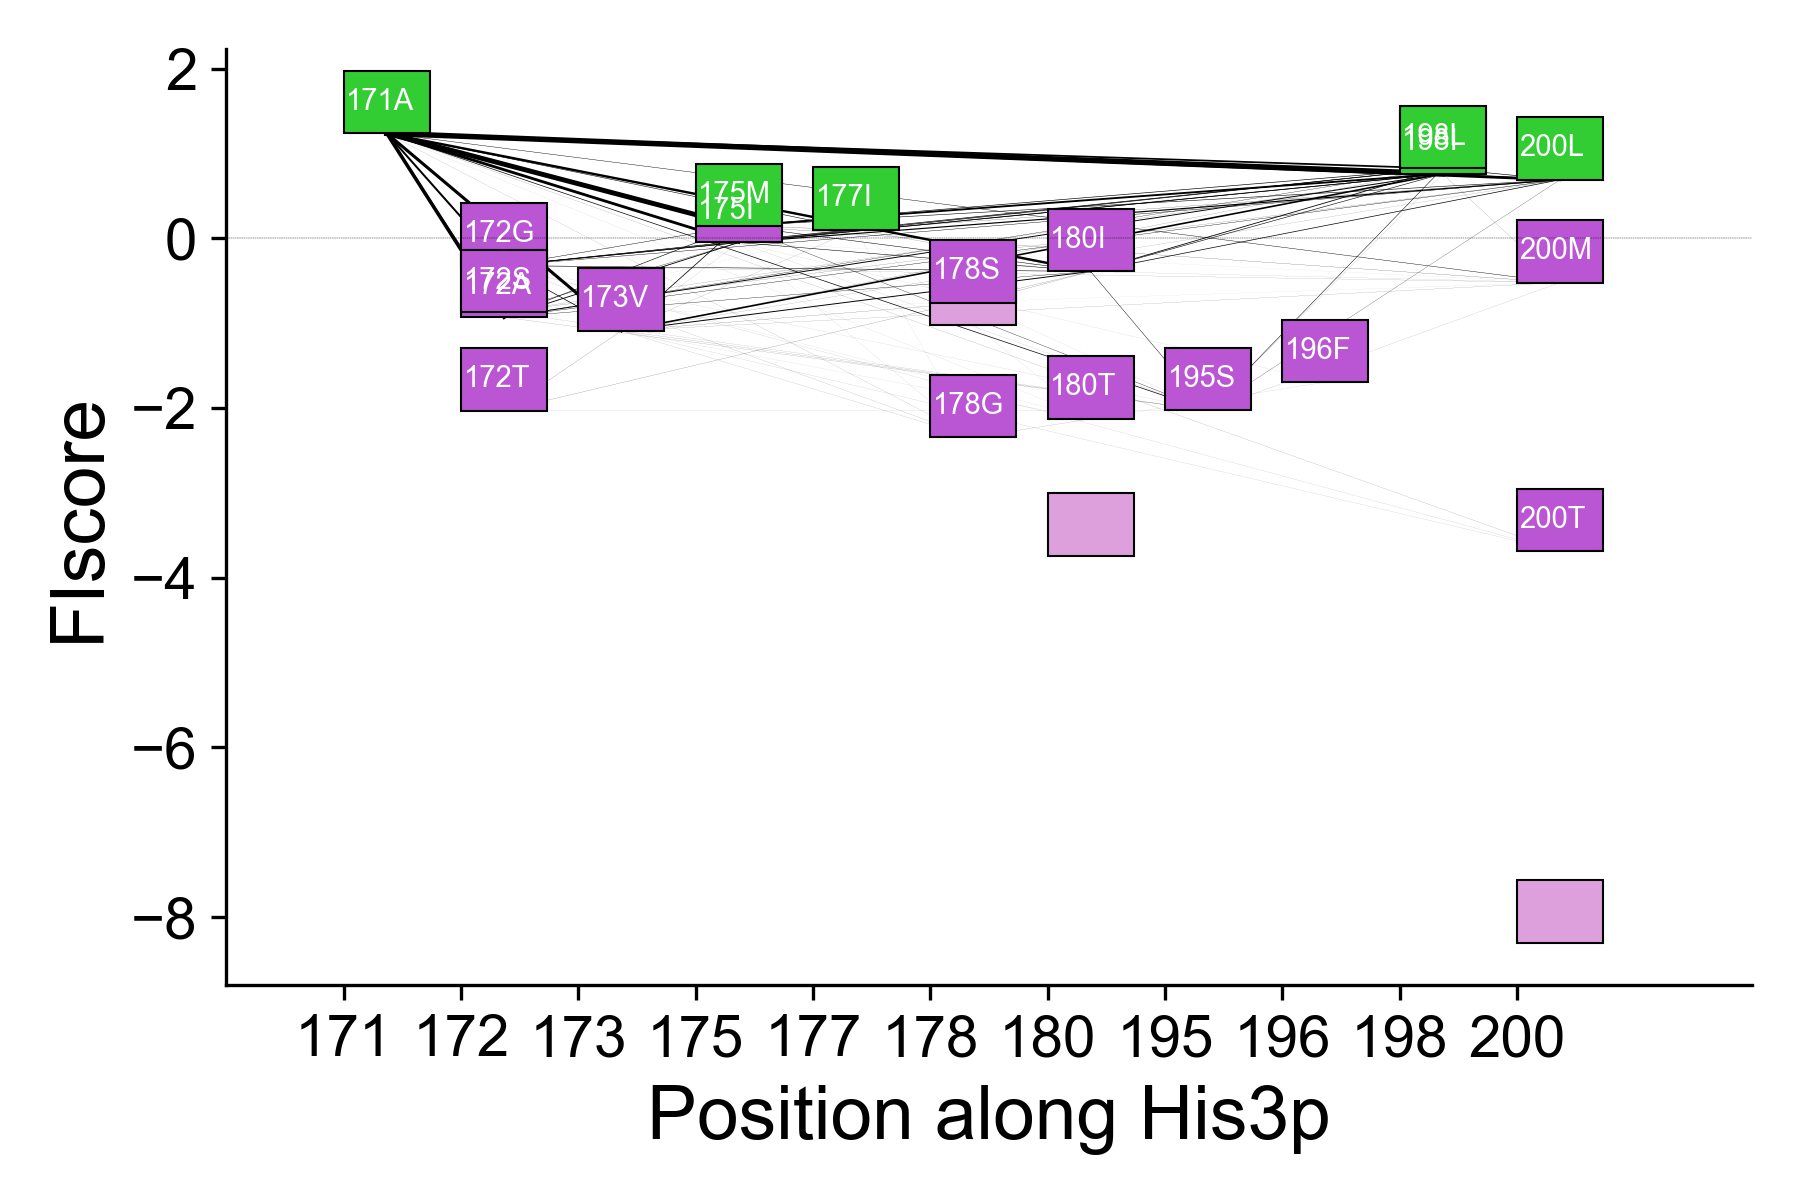 2
0
−2
−4
−6
−8
FIscore
171A
172G
172S
172A
172T
173V
175M
175I
177I
178S
178G
180I
180T
195S
196F
198L
198I
200L
200M
200T
171 172 173 175 177 178 180 195 196 198 200
Position along His3p